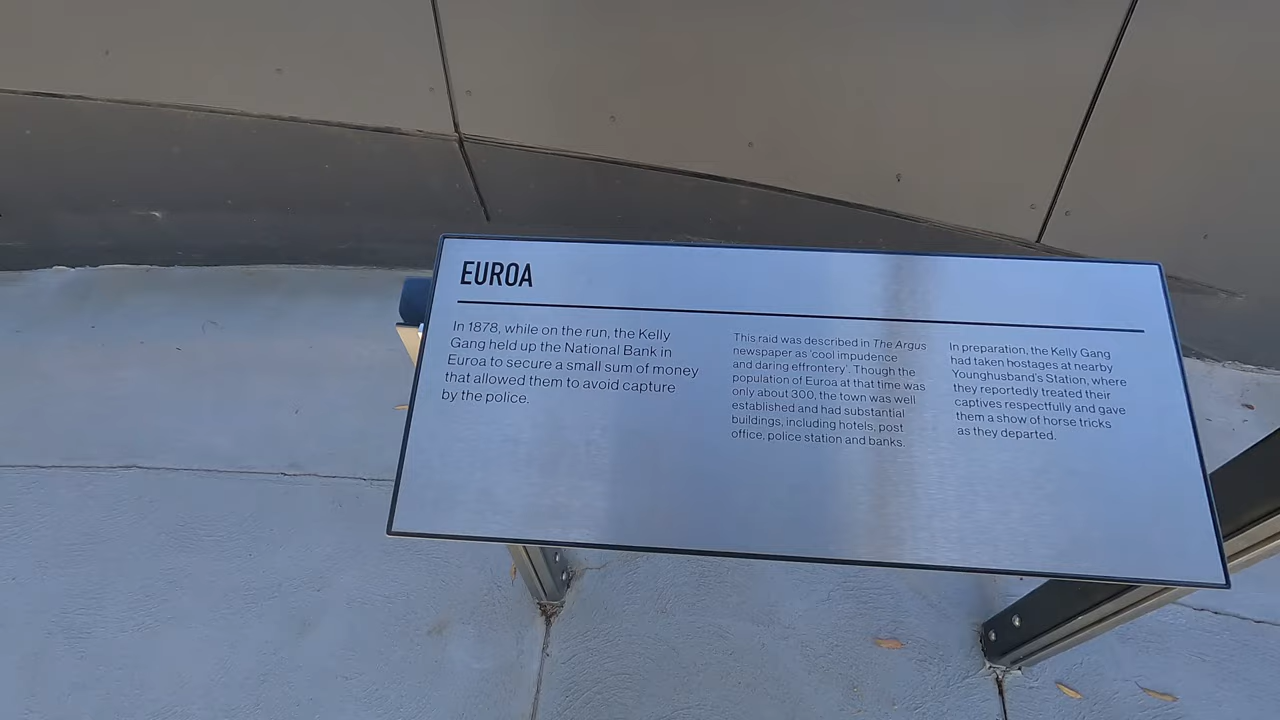 EUROA
In 1878, while on the run, the Kelly
Gang held up the National Bank in
Euroa to secure a small sum of money
that allowed them to avoid capture
by the police.
This raid was described in The Argus
newspaper as 'cool impudence
and daring effrontery'. Though the
population of Euroa at that time was
only about 300, the town was well
established and had substantial
buildings, including hotels, post
office, police station and banks.
In preparation, the Kelly Gang
had taken hostages at nearby
Younghusband's Station, where
they reportedly treated their
captives respectfully and gave
them a show of horse tricks
as they departed.